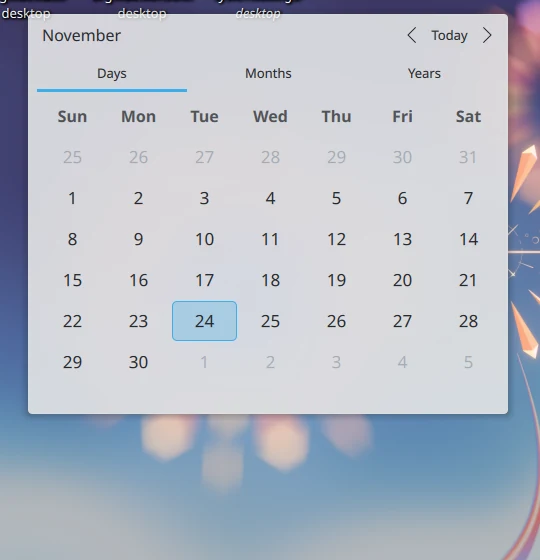 desktop desktop desktop
November Today
Days Months Years
Sun Mon Tue Wed Thu Fri Sat
25 26 27 28 29 30 31
1 2 3 4 5 6 7
8 9 10 11 12 13 14
15 16 17 18 19 20 21
22 23 24 25 26 27 28
29 30 1 2 3 4 5